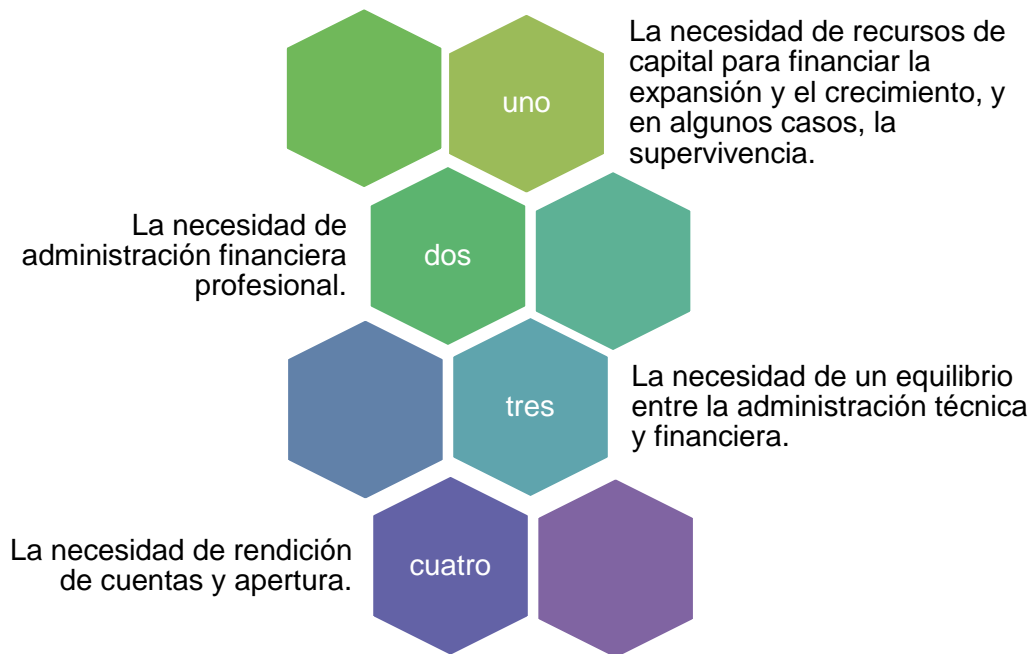 uno
La necesidad de recursos de
capital para financiar la
expansión y el crecimiento, y
en algunos casos, la
supervivencia.
dos
La necesidad de
administración financiera
profesional.
tres
La necesidad de un equilibrio
entre la administración técnica
y financiera.
cuatro
La necesidad de rendición
de cuentas y apertura.